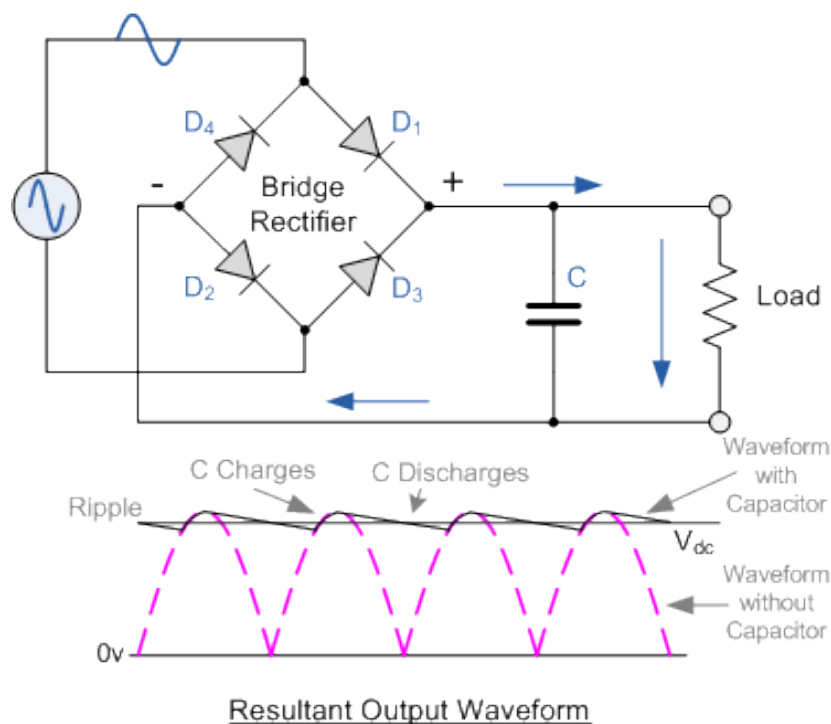 D4
D1
-
+
Bridge
Rectifier
D2
D3
C
Load
C Charges
C Discharges
Waveform
with
Capacitor
Ripple
Vdc
Waveform
without
Capacitor
0v
Resultant Output Waveform